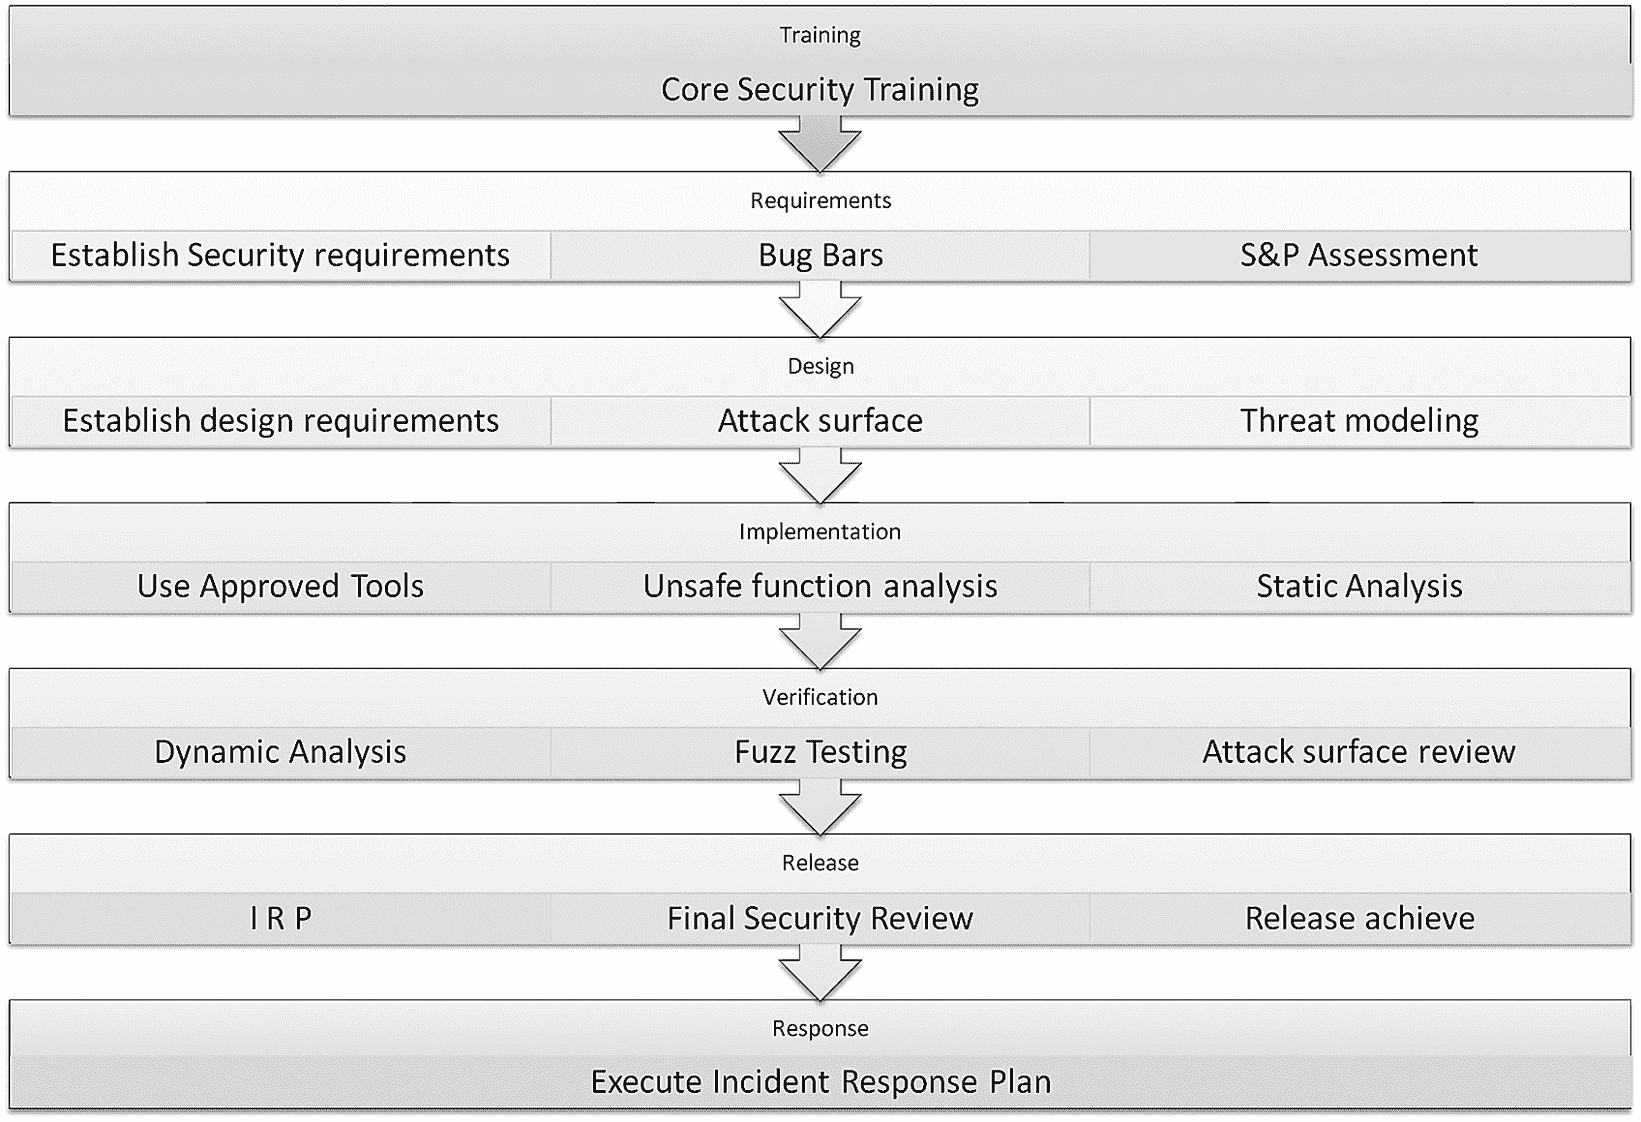 Training
Core Security Training
Requirements
Establish Security requirements
Bug Bars
S&P Assessment
Design
Establish design requirements
Attack surface
Threat modeling
Implementation
Use Approved Tools
Unsafe function analysis
Static Analysis
Verification
Dynamic Analysis
Fuzz Testing
Attack surface review
Release
I R P
Final Security Review
Release achieve
Response
Execute Incident Response Plan